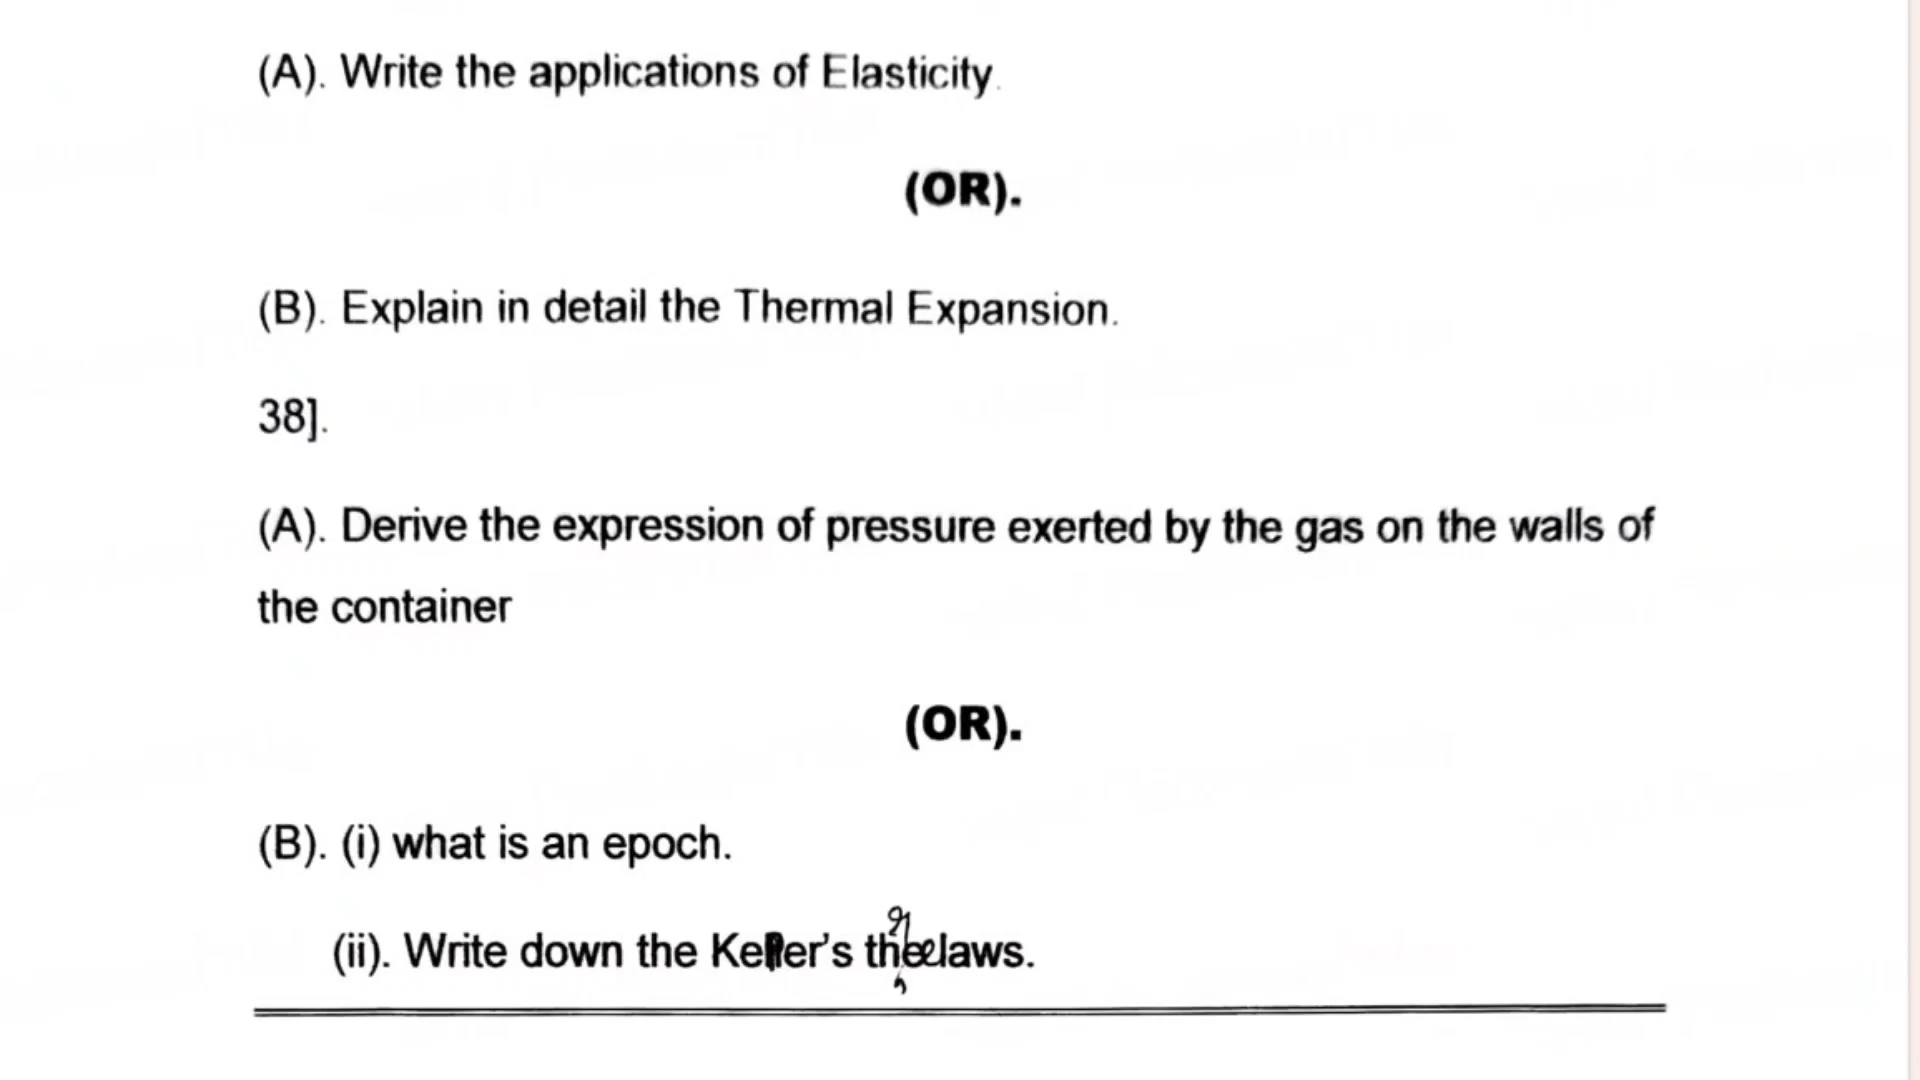 (A). Write the applications of Elasticity.
(OR).
(B). Explain in detail the Thermal Expansion.
38].
(A). Derive the expression of pressure exerted by the gas on the walls of
the container
(OR).
(B). (i) what is an epoch.
(ii). Write down the Kepler's three laws.